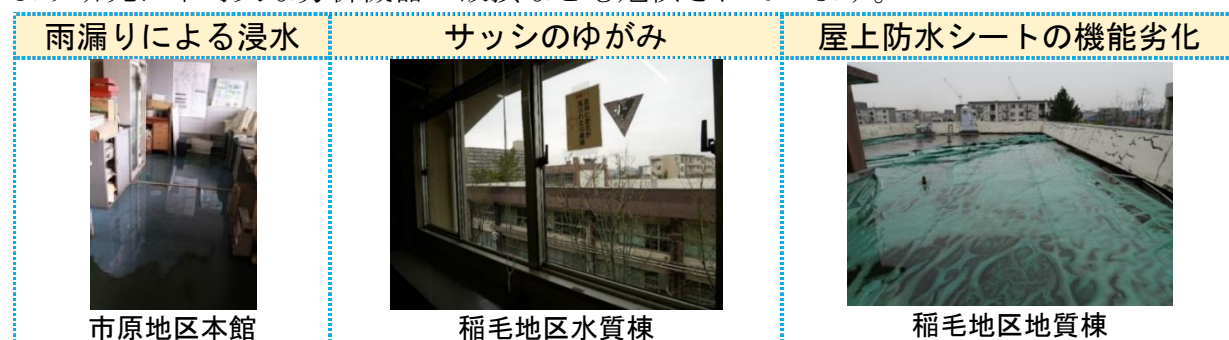 雨漏りによる浸水
サッシのゆがみ
屋上防水シートの機能劣化
市原地区本館
稲毛地区水質棟
稲毛地区地質棟